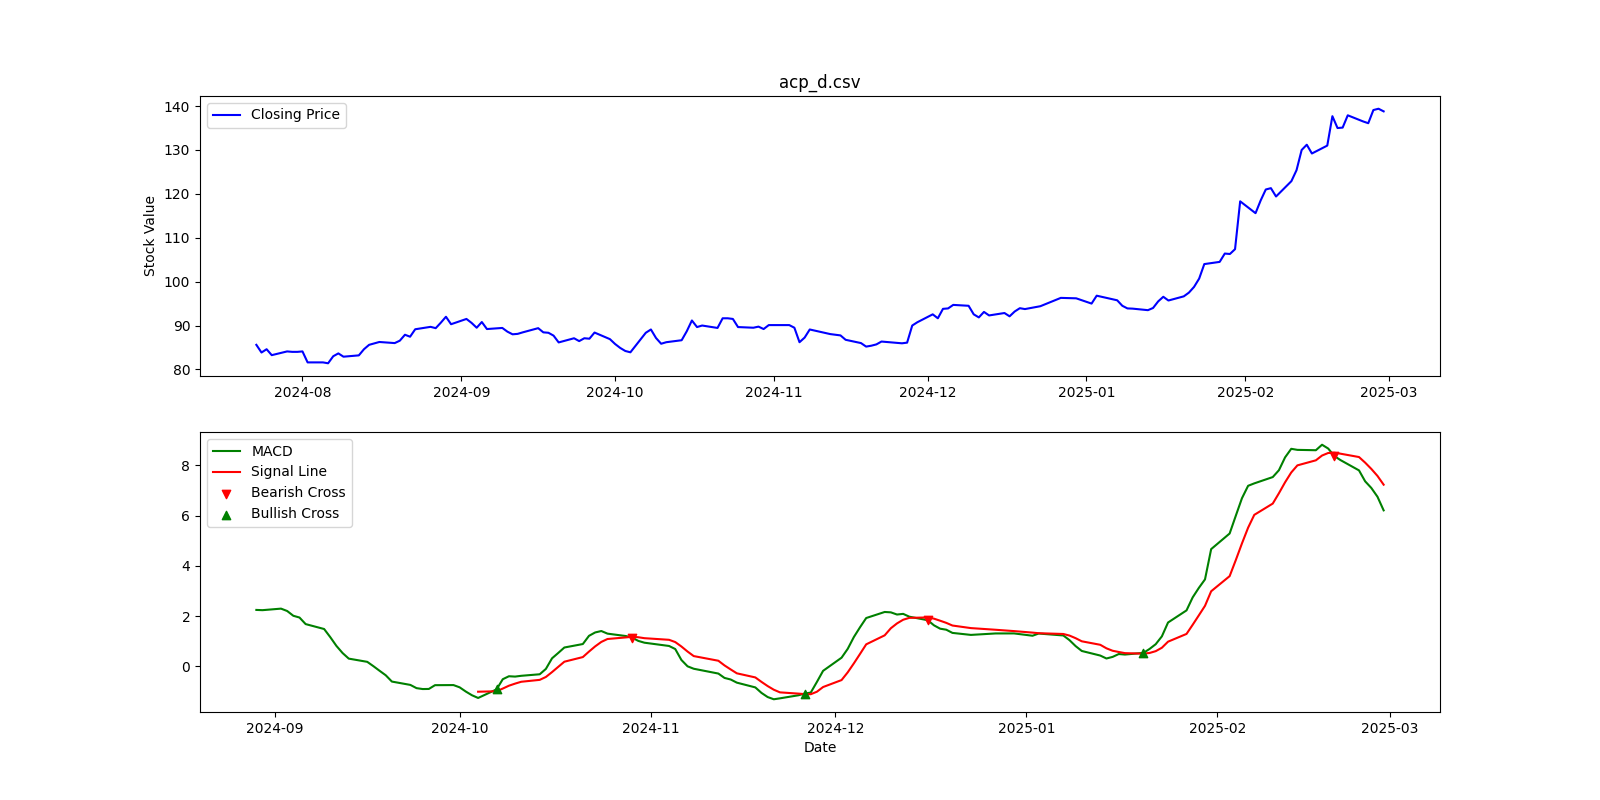 acp_d.csv
Closing Price
Stock Value
140
130
120
110
100
90
80
2024-08 2024-09 2024-10 2024-11 2024-12 2025-01 2025-02 2025-03
MACD
Signal Line
Bearish Cross
Bullish Cross
8
6
4
2
0
2024-09 2024-10 2024-11 2024-12 2025-01 2025-02 2025-03
Date